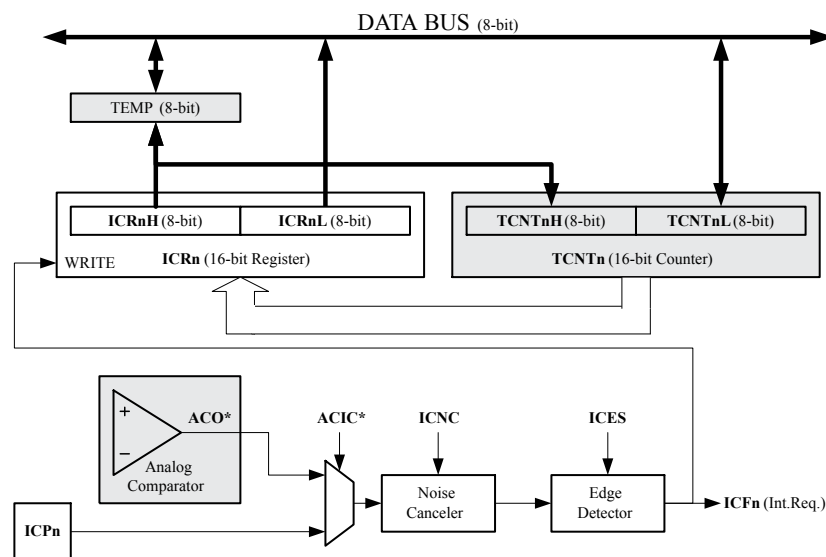 DATA BUS (8-bit)
TEMP (8-bit)
ICRnH (8-bit)
ICRnL (8-bit)
TCNTnH (8-bit)
TCNTnL (8-bit)
WRITE
ICRn (16-bit Register)
TCNTn (16-bit Counter)
+
−
ACO*
Analog
Comparator
ACIC*
ICNC
ICES
Noise
Canceler
Edge
Detector
ICFn (Int.Req.)
ICPn